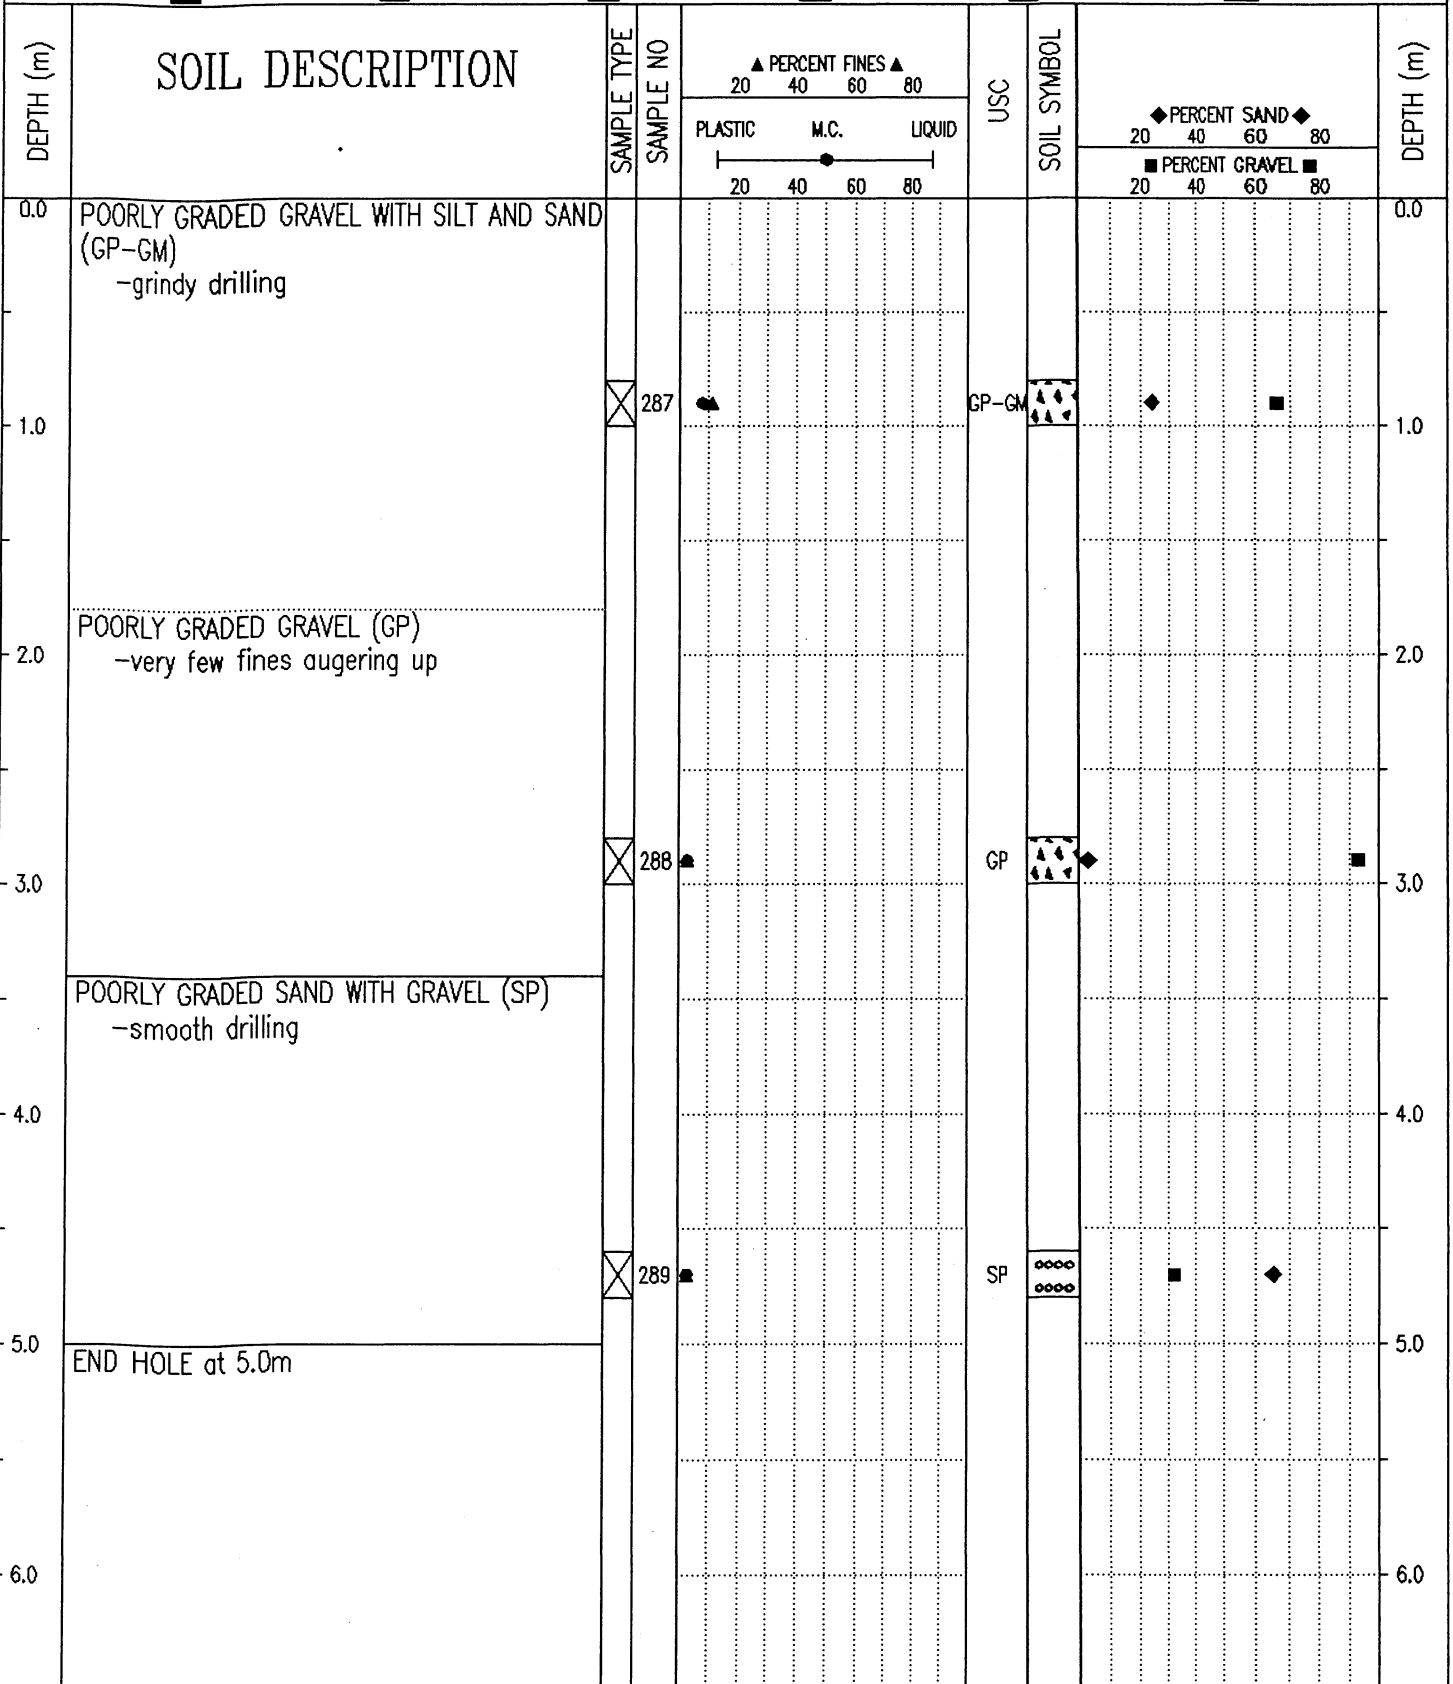 DEPTH (m)
SOIL DESCRIPTION
SAMPLE TYPE
SAMPLE NO
▲ PERCENT FINES ▲
20 40 60 80
PLASTIC M.C. LIQUID
20 40 60 80
USC
SOIL SYMBOL
◆PERCENT SAND◆
20 40 60 80
■ PERCENT GRAVEL ■
20 40 60 80
DEPTH (m)
0.0 POORLY GRADED GRAVEL WITH SILT AND SAND 0.0
(GP-GM)
-grindy drilling
287 GP-GM
1.0 1.0
POORLY GRADED GRAVEL (GP)
2.0 -very few fines augering up 2.0
288 GP
3.0 3.0
POORLY GRADED SAND WITH GRAVEL (SP)
-smooth drilling
4.0 4.0
289 SP
5.0 5.0
END HOLE at 5.0m
6.0 6.0